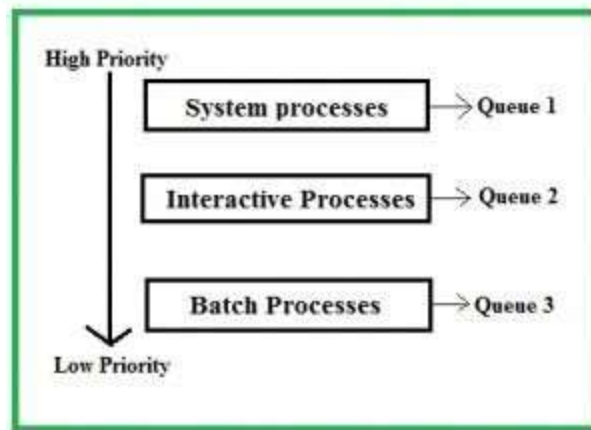 High Priority
System processes
Queue 1
Interactive Processes
Queue 2
Batch Processes
Queue 3
Low Priority